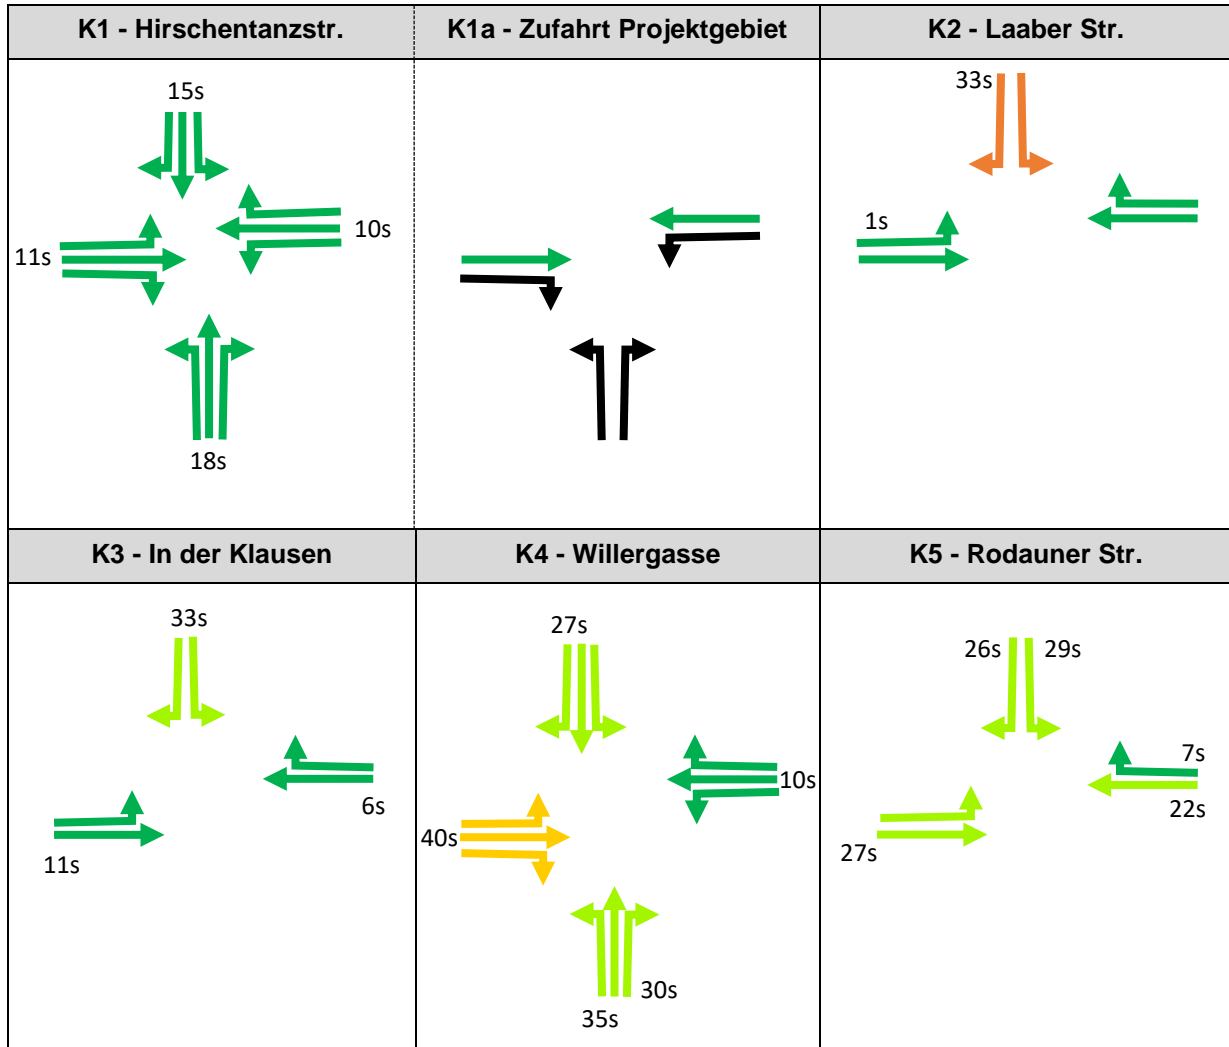 K1 - Hirschentanzstr.
K1a - Zufahrt Projektgebiet
K2 - Laaber Str.
15s
11s
10s
18s
33s
1s
K3 - In der Klausen
K4 - Willergasse
K5 - Rodauner Str.
33s
6s
11s
27s
10s
40s
30s
35s
26s
29s
7s
22s
27s